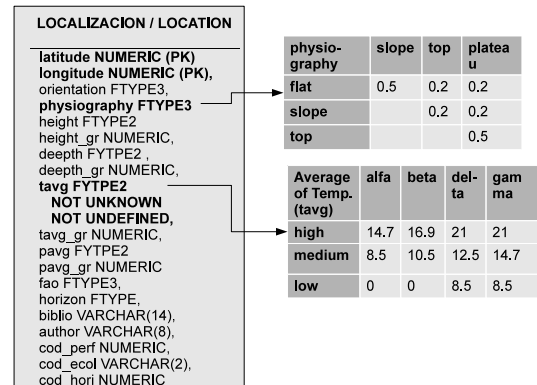 LOCALIZACION / LOCATION
latitude NUMERIC (PK)
longitude NUMERIC (PK),
orientation FTYPE3,
physiography FTYPE3
height FTYPE2
height_gr NUMERIC,
deepth FYTPE2 ,
deepth_gr NUMERIC,
tavg FYTPE2
NOT UNKNOWN
NOT UNDEFINED,
tavg_gr NUMERIC,
pavg FYTPE2
pavg_gr NUMERIC
fao FTYPE3,
horizon FTYPE,
biblio VARCHAR(14),
author VARCHAR(8),
cod_perf NUMERIC,
cod_ecol VARCHAR(2),
cod_hori NUMERIC
physio- slope top platea
graphy u
flat 0.5 0.2 0.2
slope 0.2 0.2
top 0.5
Average alfa beta del- gam
of Temp. ta ma
(tavg)
high 14.7 16.9 21 21
medium 8.5 10.5 12.5 14.7
low 0 0 8.5 8.5